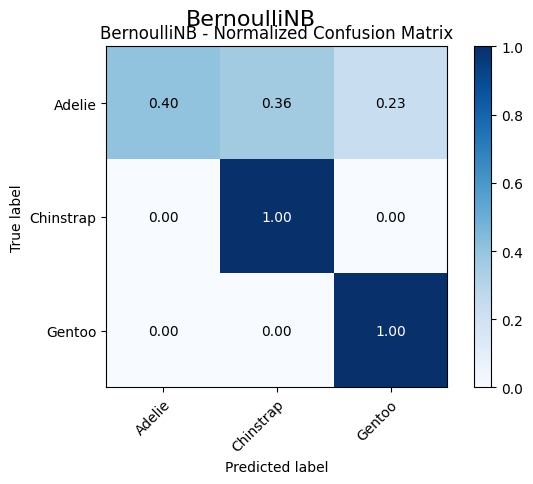 BernoulliNB
BernoulliNB - Normalized Confusion Matrix
1.0
Adelie 0.40 0.36 0.23
0.8
0.6
True label
Chinstrap 0.00 1.00 0.00
0.4
Gentoo 0.00 0.00 1.00
0.2
0.0
Adelie Chinstrap Gentoo
Predicted label